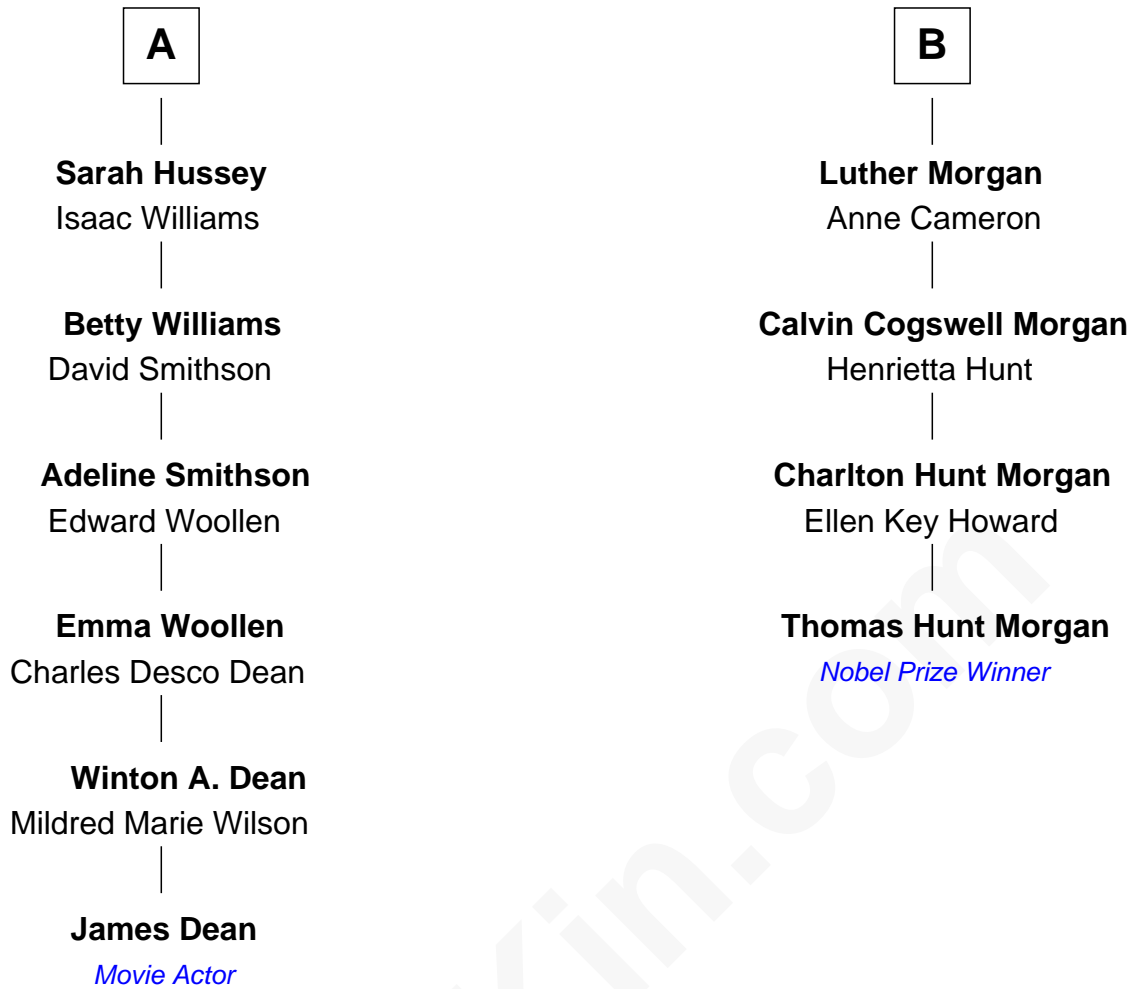 A
Sarah Hussey
Isaac Williams
Betty Williams
David Smithson
Adeline Smithson
Edward Woollen
Emma Woollen
Charles Desco Dean
Winton A. Dean
Mildred Marie Wilson
James Dean
Movie Actor
B
Luther Morgan
Anne Cameron
Calvin Cogswell Morgan
Henrietta Hunt
Charlton Hunt Morgan
Ellen Key Howard
Thomas Hunt Morgan
Nobel Prize Winner